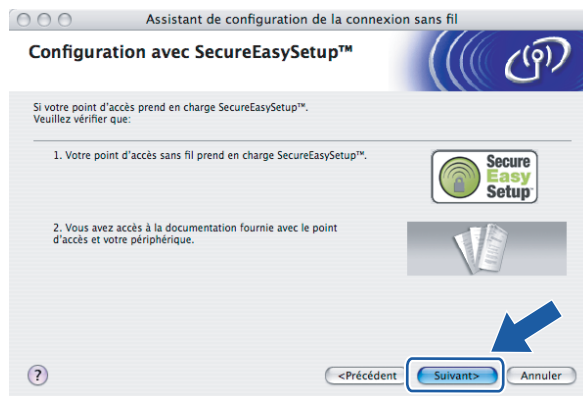 Assistant de configuration de la connexion sans fil
Configuration avec SecureEasySetup™
Si votre point d'accès prend en charge SecureEasySetup™.
Veuillez vérifier que:
1. Votre point d'accès sans fil prend en charge SecureEasySetup™.
Secure
Easy
Setup
2. Vous avez accès à la documentation fournie avec le point
d'accès et votre périphérique.
?
<Précédent
Suivant>
Annuler